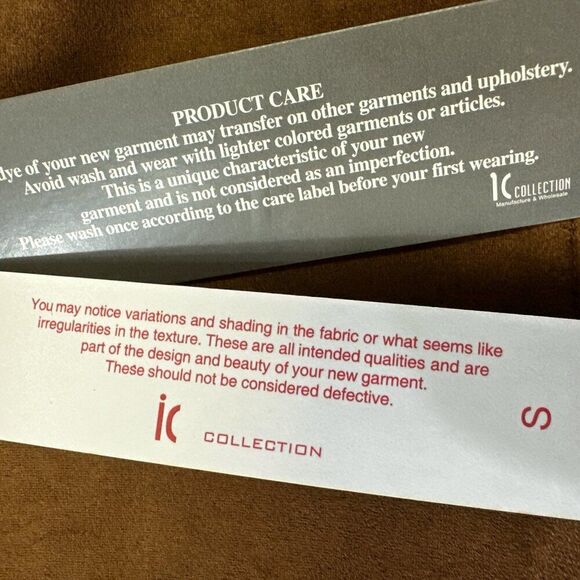 PRODUCT CARE
dye of your new garment may transfer on other garments and upholstery.
Avoid wash and wear with lighter colored garments or articles.
This is a unique characteristic of your new
garment and is not considered as an imperfection.
Please wash once according to the care label before your first wearing.
IC COLLECTION
Manufacture & Wholesale
You may notice variations and shading in the fabric or what seems like
irregularities in the texture. These are all intended qualities and are
part of the design and beauty of your new garment.
These should not be considered defective.
ic COLLECTION
S